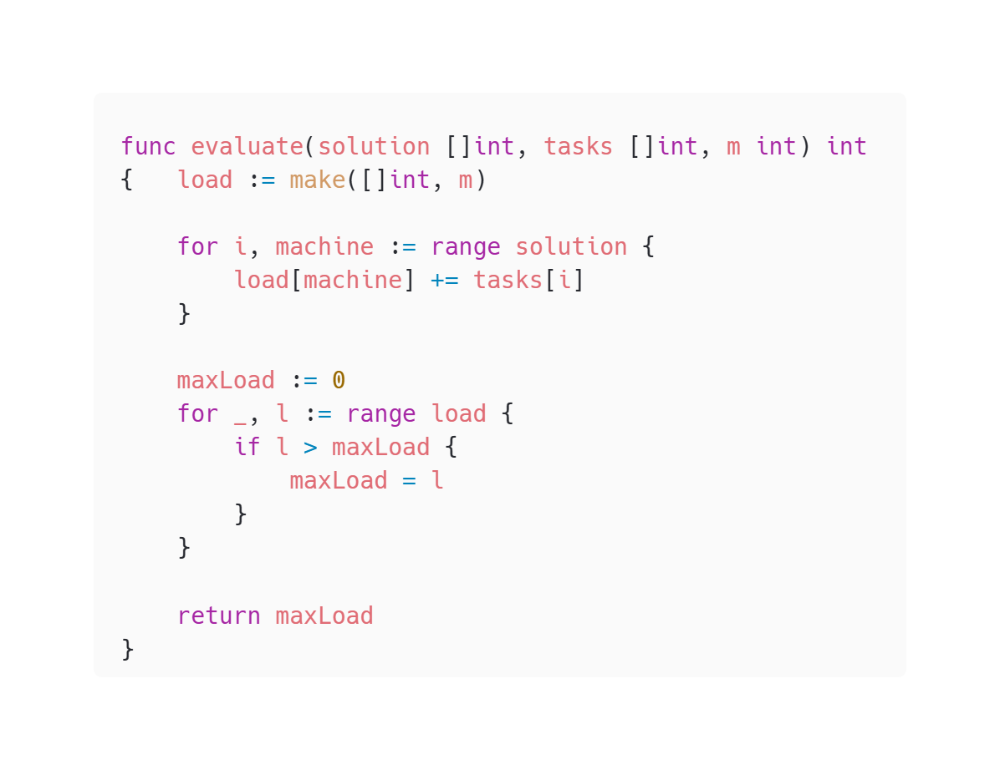 func evaluate(solution []int, tasks []int, m int) int
{   load := make([]int, m)

    for i, machine := range solution {
        load[machine] += tasks[i]
    }

    maxLoad := 0
    for _, l := range load {
        if l > maxLoad {
            maxLoad = l
        }
    }

    return maxLoad
}